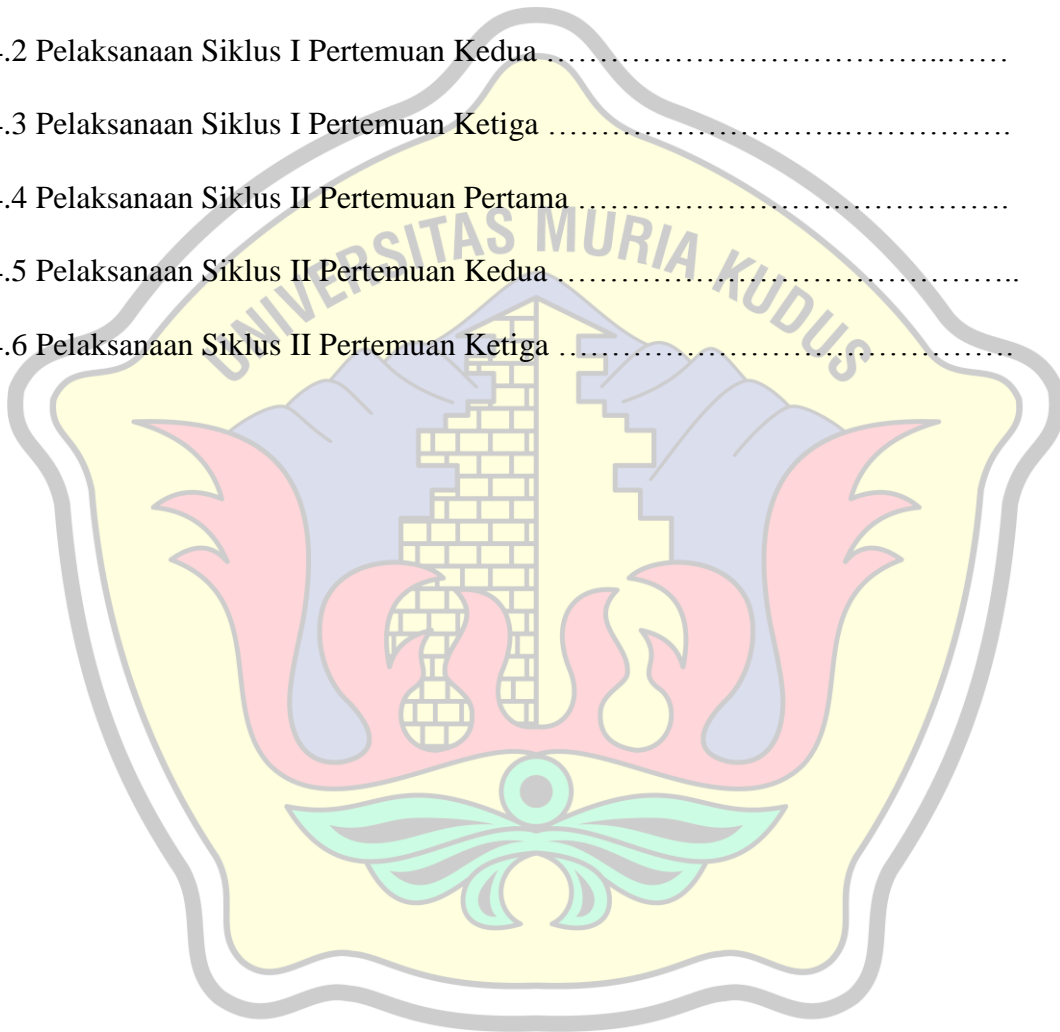 .2 Pelaksanaan Siklus I Pertemuan Kedua …………………………………..……
.3 Pelaksanaan Siklus I Pertemuan Ketiga ……………………….…………….
.4 Pelaksanaan Siklus II Pertemuan Pertama …………………………………….
.5 Pelaksanaan Siklus II Pertemuan Kedua ……………………………………..
.6 Pelaksanaan Siklus II Pertemuan Ketiga ……………………………………..
UNIVERSITAS MURIA KUDUS